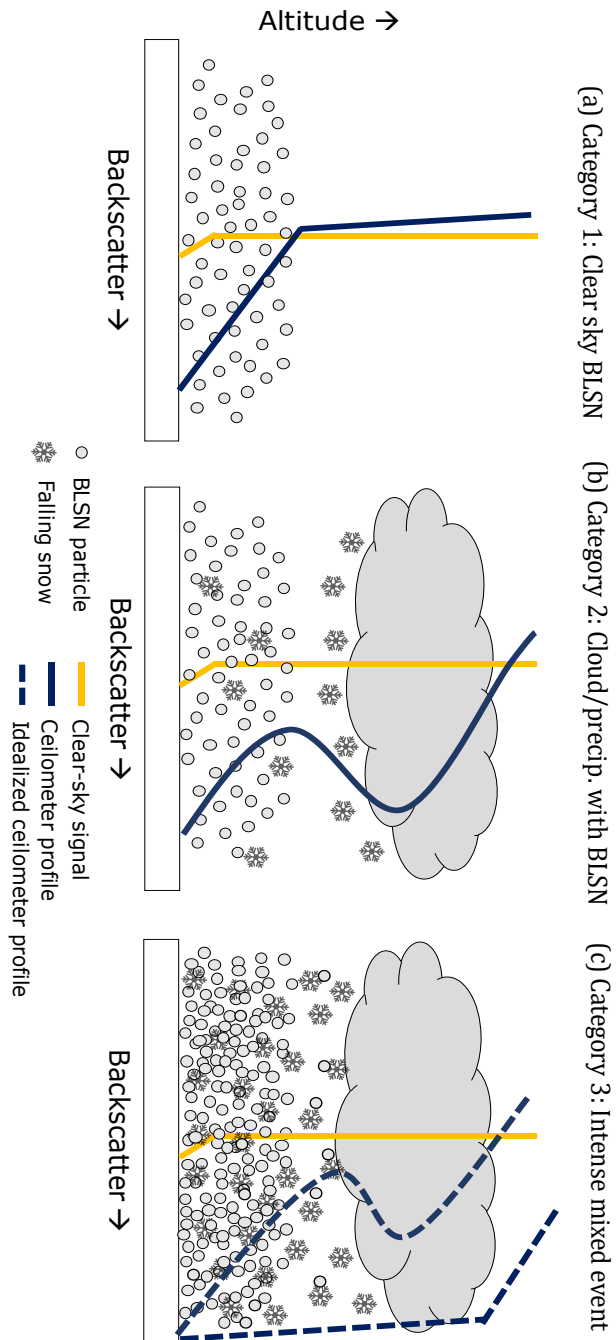 (a) Category 1: Clear sky BLSN
(b) Category 2: Cloud/precip. with BLSN
(c) Category 3: Intense mixed event
Altitude →
Backscatter →
Backscatter →
Backscatter →
BLSN particle
Falling snow
Clear-sky signal
Ceilometer profile
Idealized ceilometer profile